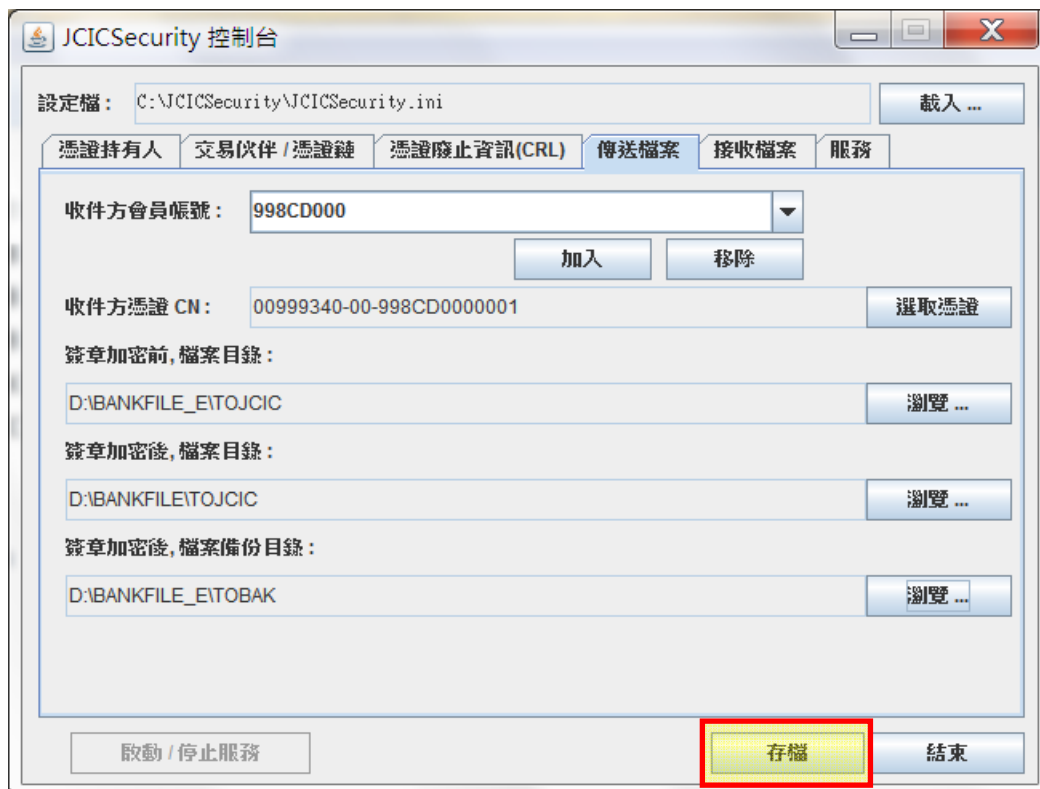 JCICSecurity 控制台
設定檔： C:\JCICSecurity\JCICSecurity.ini 載入 ...
憑證持有人 交易伙伴 / 憑證鏈 憑證廢止資訊(CRL) 傳送檔案 接收檔案 服務
收件方會員帳號： 998CD000
加入 移除
收件方憑證 CN： 00999340-00-998CD0000001 選取憑證
簽章加密前, 檔案目錄：
D:\BANKFILE_E\TOJCIC 瀏覽 ...
簽章加密後, 檔案目錄：
D:\BANKFILE\TOJCIC 瀏覽 ...
簽章加密後, 檔案備份目錄：
D:\BANKFILE_E\TOBAK 瀏覽 ...
啟動 / 停止服務 存檔 結束